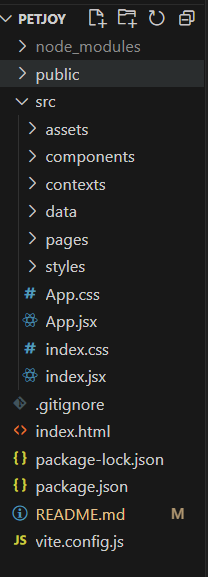 PETJOY
node_modules
public
src
assets
components
contexts
data
pages
styles
# App.css
App.jsx
# index.css
index.jsx
.gitignore
<> index.html
{} package-lock.json
{} package.json
README.md M
JS vite.config.js